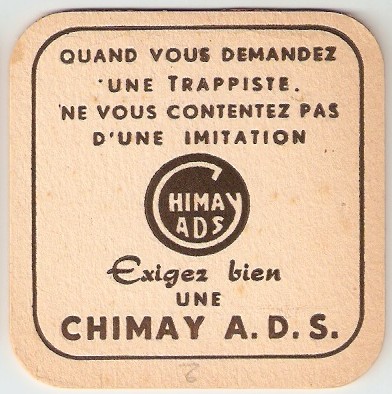 QUAND VOUS DEMANDEZ
UNE TRAPPISTE.
NE VOUS CONTENTEZ PAS
D'UNE IMITATION
CHIMAY
ADS
Exigez bien
UNE
CHIMAY A.D.S.